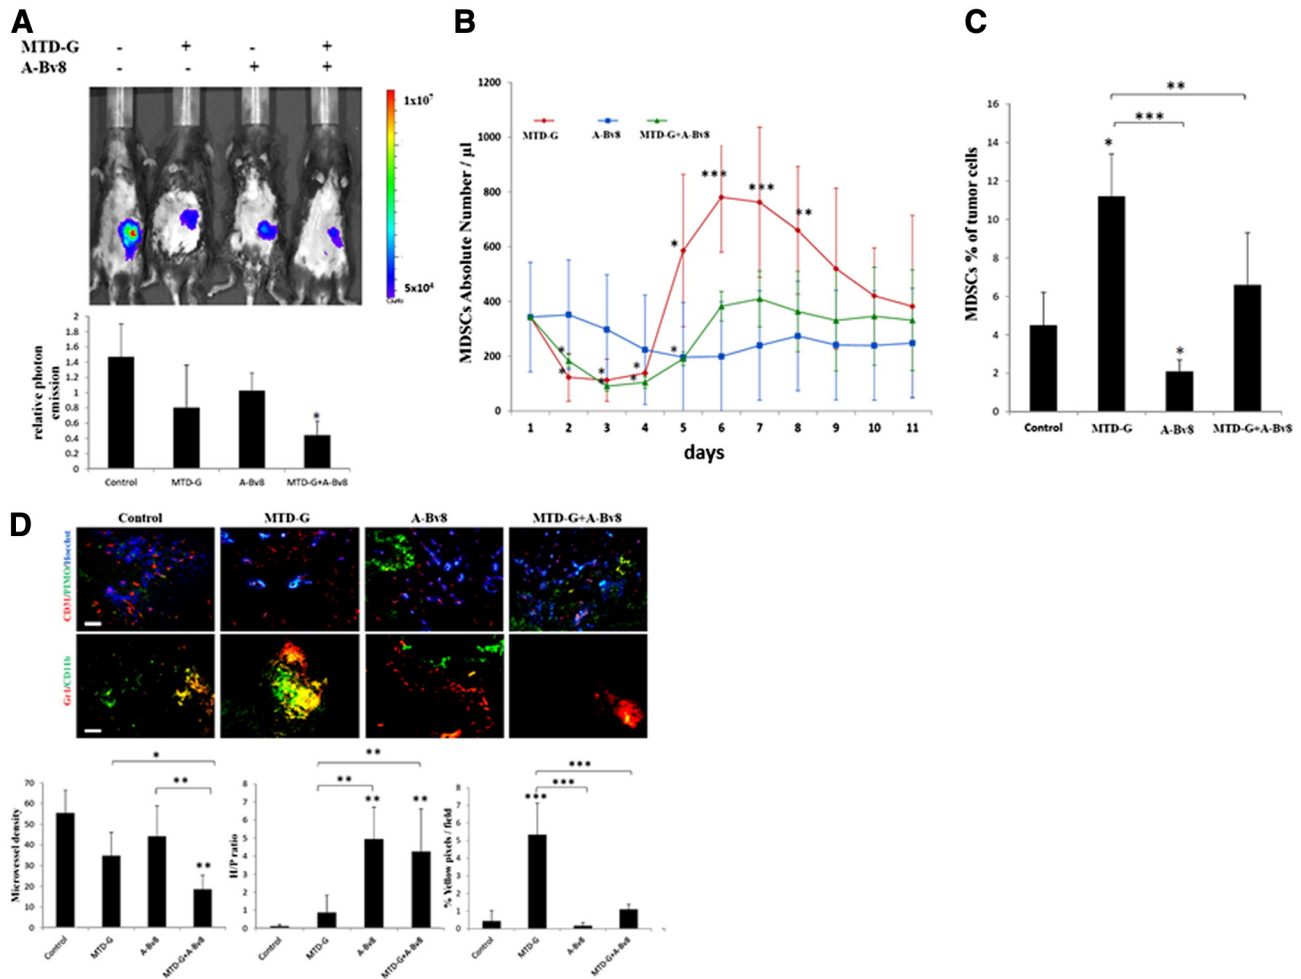 A
MTD-G - + - +
A-Bv8 - - + +
1x10⁷
5x10⁴
Counts
relative photon
emission
2
1.8
1.6
1.4
1.2
1
0.8
0.6
0.4
0.2
0
*
Control MTD-G A-Bv8 MTD-G+A-Bv8
B
MDSCs Absolute Number / µl
1200
1000
800
600
400
200
0
MTD-G A-Bv8 MTD-G+A-Bv8
*** *** **
* * * * * * *
1 2 3 4 5 6 7 8 9 10 11
days
C
MDSCs % of tumor cells
16
14
12
10
8
6
4
2
0
**
***
*
*
Control MTD-G A-Bv8 MTD-G+A-Bv8
D
Control MTD-G A-Bv8 MTD-G+A-Bv8
CD31/PIMO/Hoechst
Gr1/CD11b
Microvessel density
70
60
50
40
30
20
10
0
*
**
**
Control MTD-G A-Bv8 MTD-G+A-Bv8
H/P ratio
8
7
6
5
4
3
2
1
0
**
**
** **
Control MTD-G A-Bv8 MTD-G+A-Bv8
% Yellow pixels / field
8
7
6
5
4
3
2
1
0
***
***
***
Control MTD-G A-Bv8 MTD-G+A-Bv8